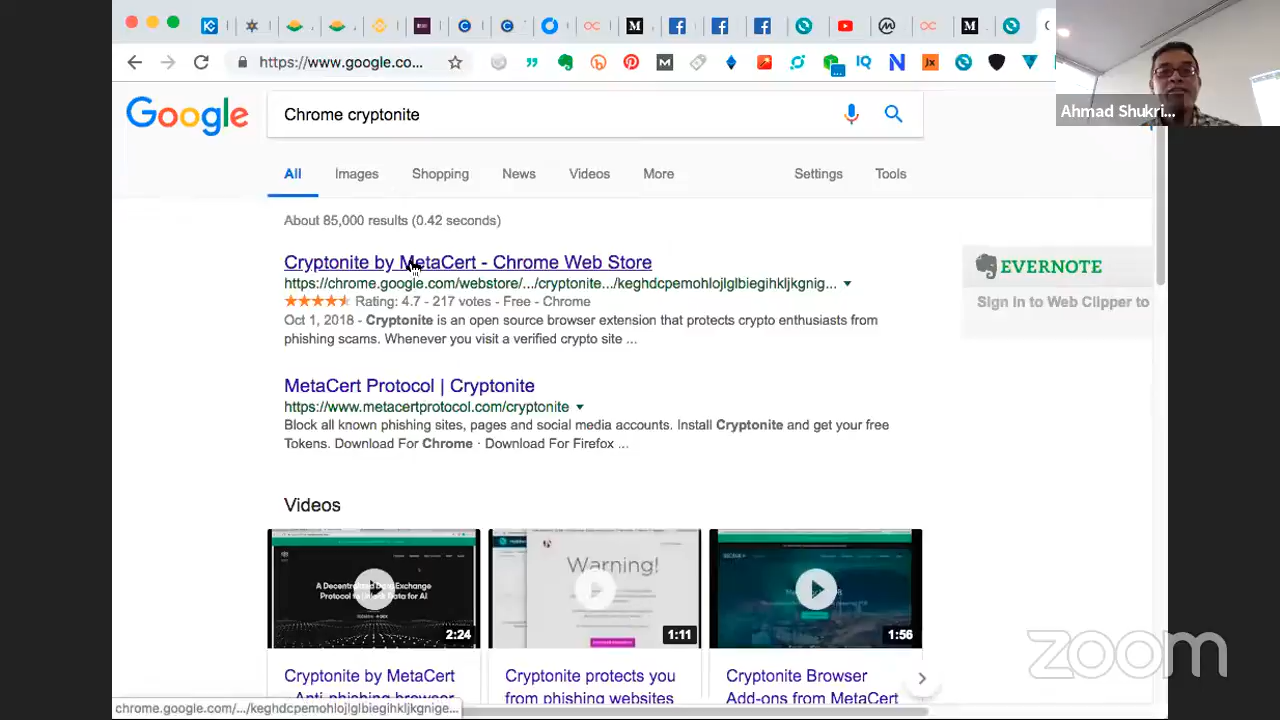 https://www.google.co...
IQ
N
Jx
Ahmad Shukri...
Google
Chrome cryptonite
All
Images
Shopping
News
Videos
More
Settings
Tools
About 85,000 results (0.42 seconds)
Cryptonite by MetaCert - Chrome Web Store
https://chrome.google.com/webstore/.../cryptonite.../keghdcpemohlojlglbiegihkljkgnig...
Rating: 4.7 - 217 votes - Free - Chrome
Oct 1, 2018 - Cryptonite is an open source browser extension that protects crypto enthusiasts from
phishing scams. Whenever you visit a verified crypto site ...
EVERNOTE
Sign in to Web Clipper to
MetaCert Protocol | Cryptonite
https://www.metacertprotocol.com/cryptonite
Block all known phishing sites, pages and social media accounts. Install Cryptonite and get your free
Tokens. Download For Chrome · Download For Firefox ...
Videos
A Decentralized Data Exchange
Protocol to Unlock Data for AI
2:24
Warning!
1:11
1:56
Cryptonite by MetaCert
- Anti-phishing browser
Cryptonite protects you
from phishing websites
Cryptonite Browser
Add-ons from MetaCert
zoom
chrome.google.com/.../keghdcpemohlojlglbiegihkljkgnige...